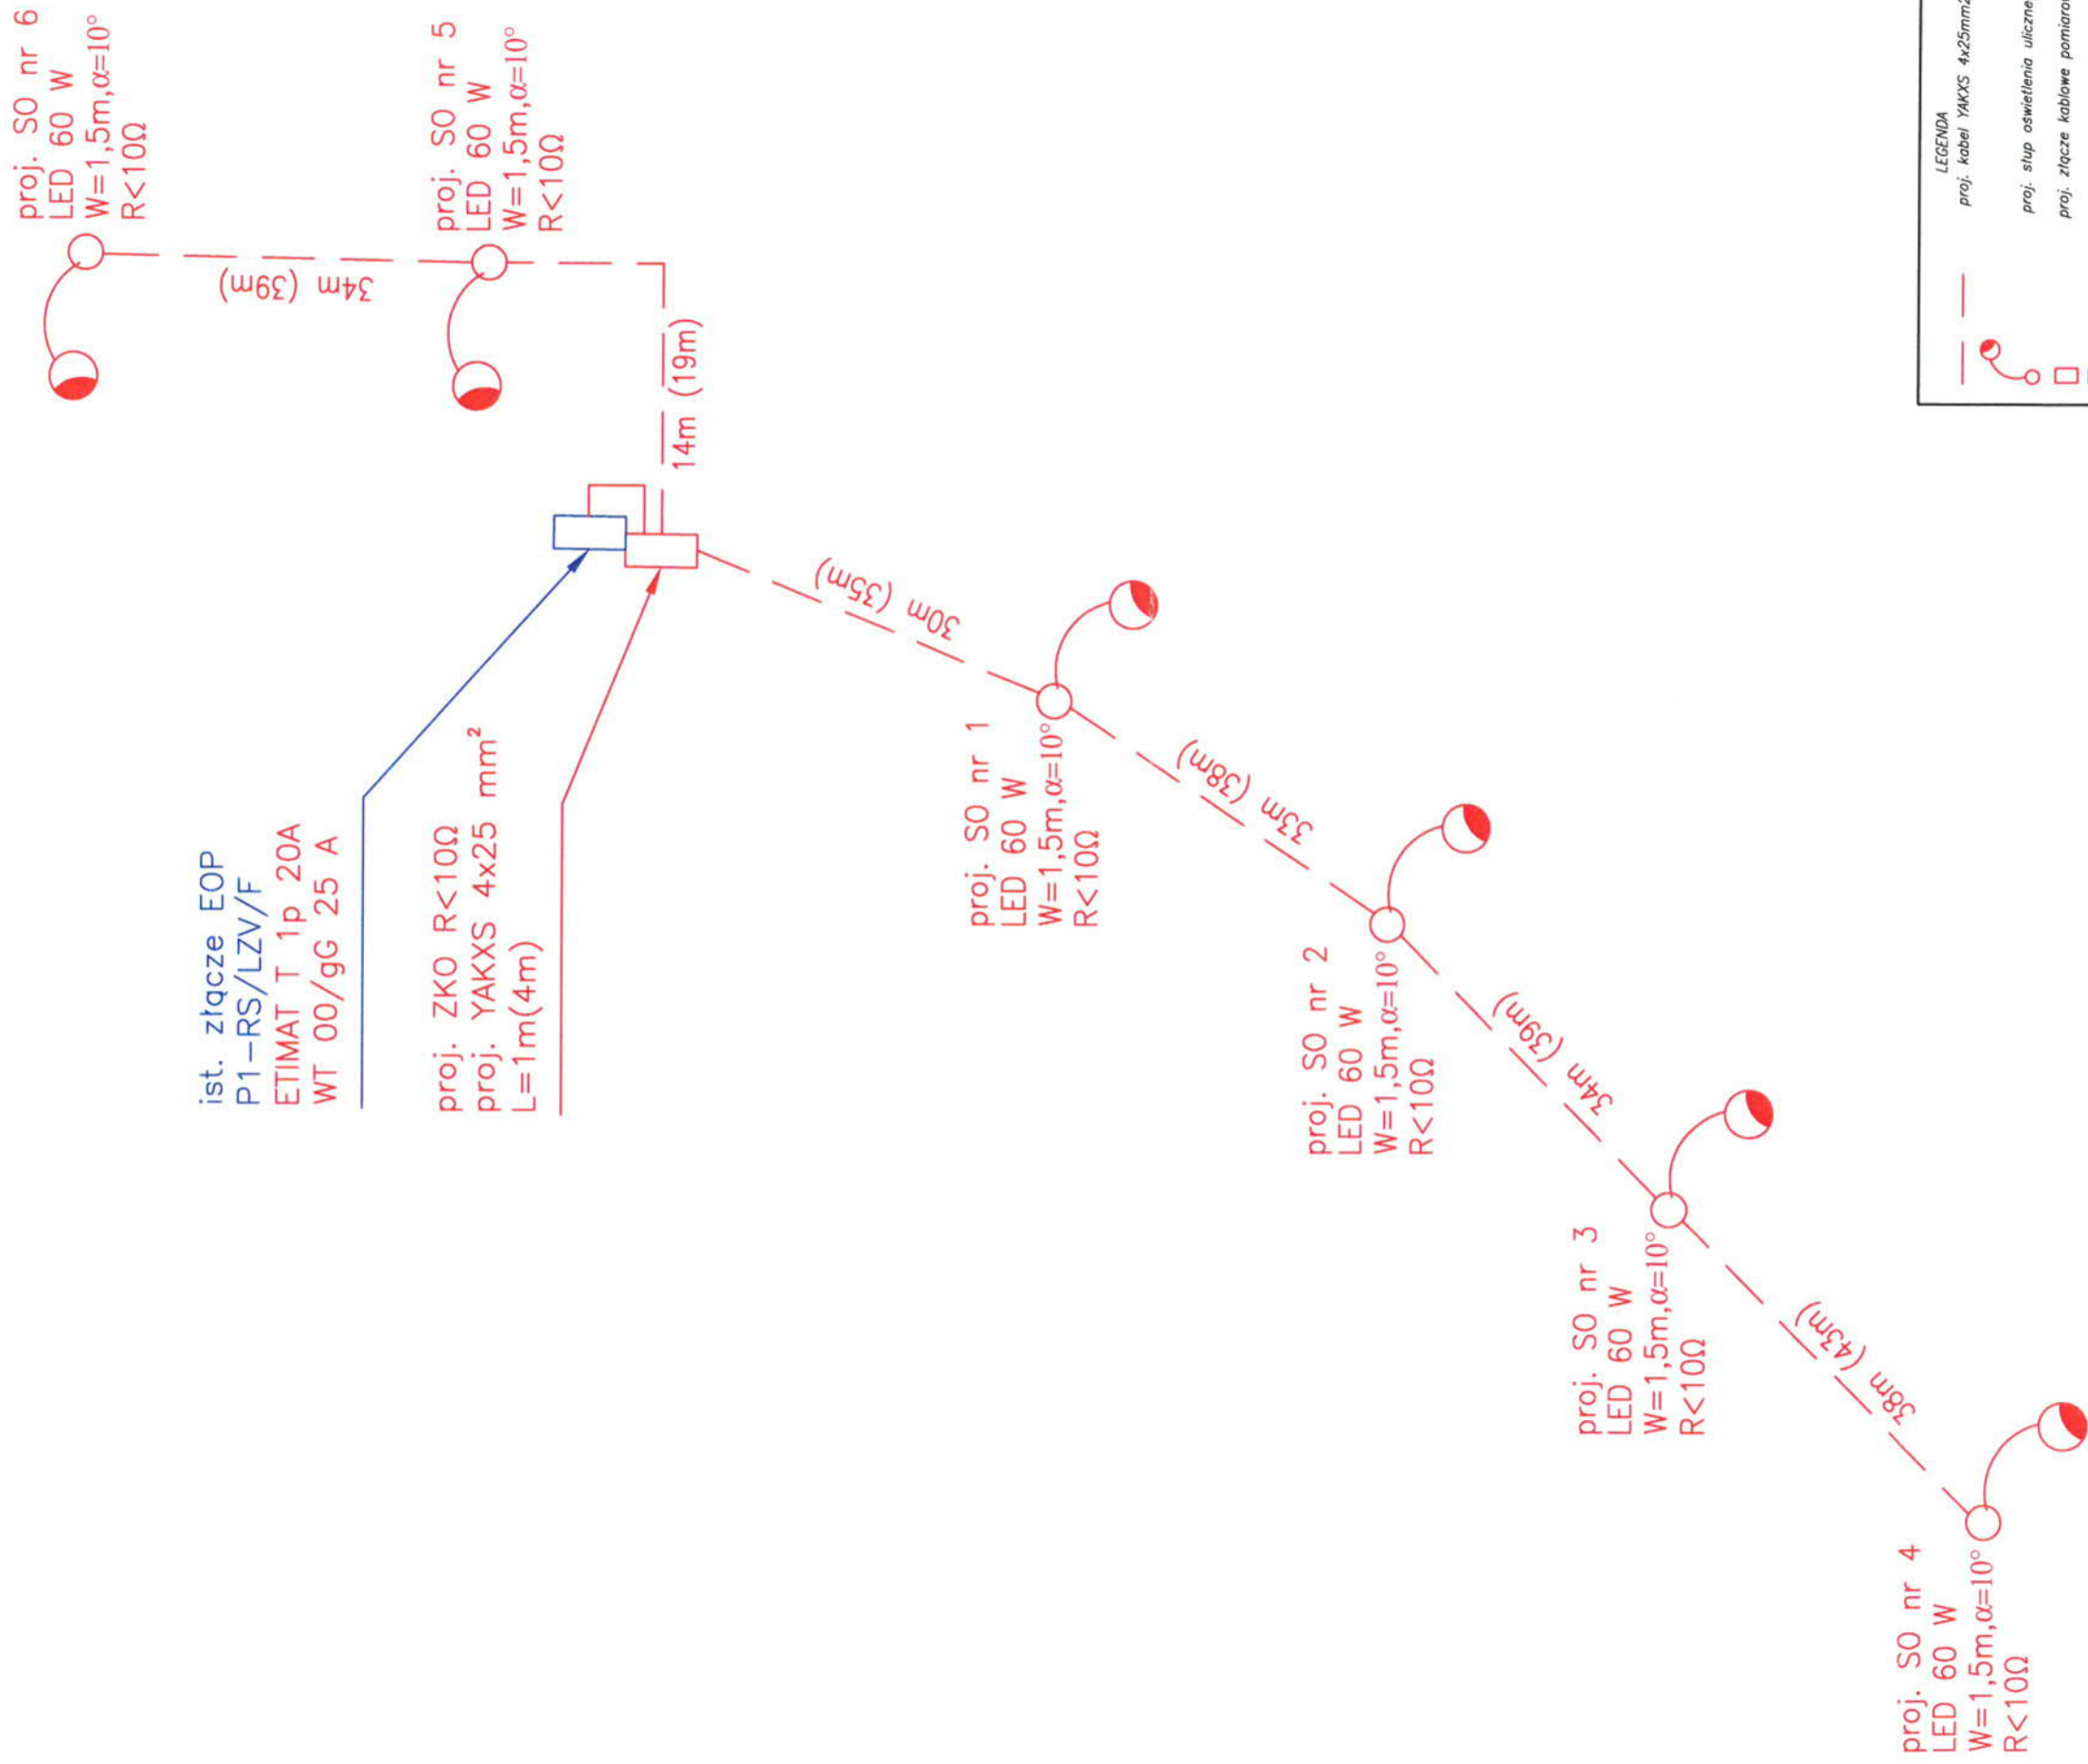 proj. SO nr 6
LED 60 W
W=1,5m,α=10°
R<10Ω
34m (39m)
proj. SO nr 5
LED 60 W
W=1,5m,α=10°
R<10Ω
14m (19m)
ist. złącze EOP
P1-RS/LZV/F
ETIMAT T 1p 20A
WT 00/gG 25 A
proj. ZKO R<10Ω
proj. YAKXS 4x25 mm²
L=1m(4m)
30m (35m)
proj. SO nr 1
LED 60 W
W=1,5m,α=10°
R<10Ω
33m (38m)
proj. SO nr 2
LED 60 W
W=1,5m,α=10°
R<10Ω
34m (39m)
proj. SO nr 3
LED 60 W
W=1,5m,α=10°
R<10Ω
38m (43m)
proj. SO nr 4
LED 60 W
W=1,5m,α=10°
R<10Ω
LEGENDA
proj. kabel YAKXS 4x25mm2
proj. słup oświetlenia uliczne
proj. złącze kablowe pomiarow